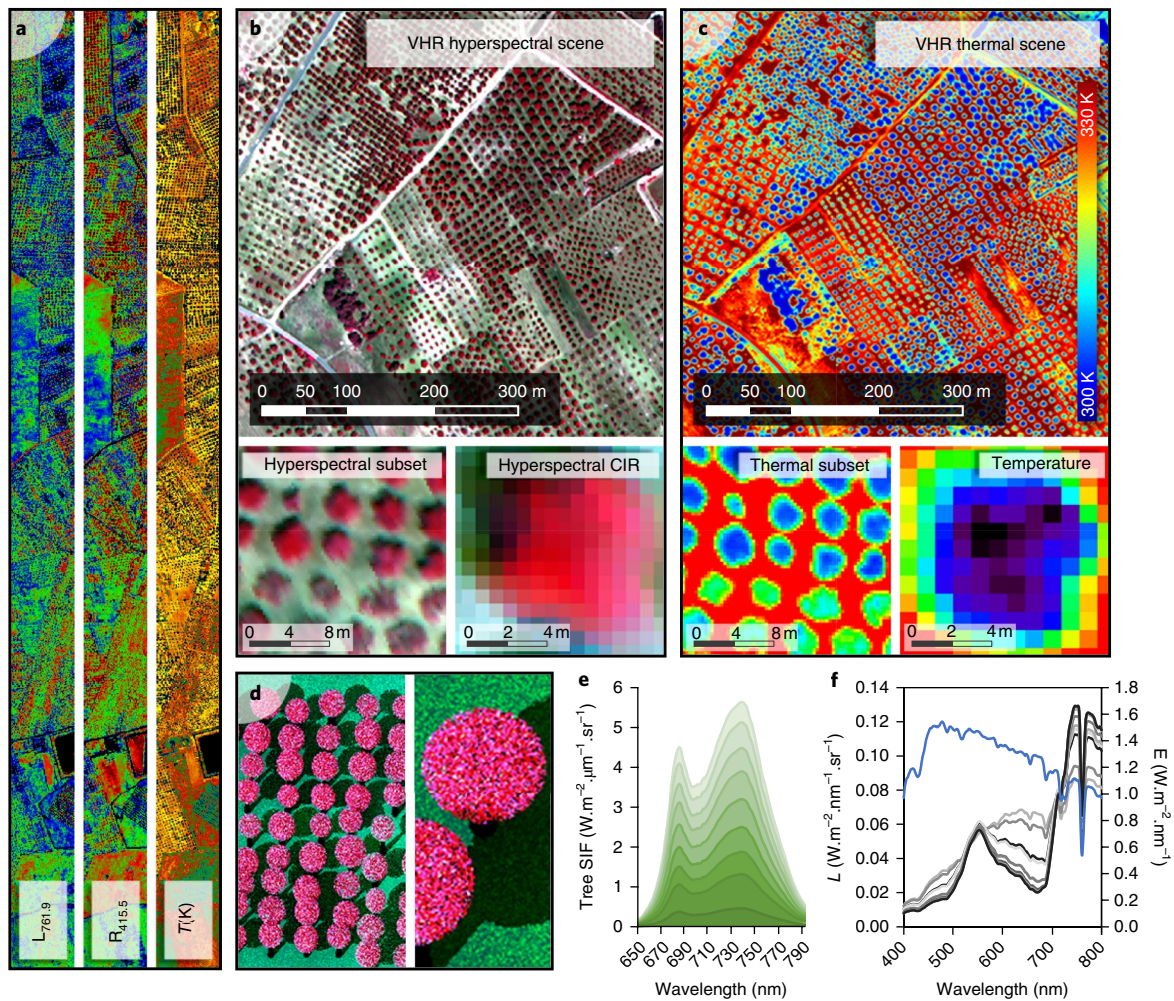 a
L761.9
R415.5
T(K)
b
VHR hyperspectral scene
0 50 100 200 300 m
Hyperspectral subset
0 4 8 m
Hyperspectral CIR
0 2 4 m
c
VHR thermal scene
330 K
300 K
0 50 100 200 300 m
Thermal subset
0 4 8 m
Temperature
0 2 4 m
d
e
Tree SIF (W.m⁻².µm⁻¹.sr⁻¹)
6
5
4
3
2
1
0
650 670 690 710 730 750 770 790
Wavelength (nm)
f
L (W.m⁻².nm⁻¹.sr⁻¹)
0.14
0.12
0.10
0.08
0.06
0.04
0.02
0.00
1.8
1.6
1.4
1.2
1.0
0.8
0.6
0.4
0.2
0.0
E (W.m⁻².nm⁻¹)
400 500 600 700 800
Wavelength (nm)